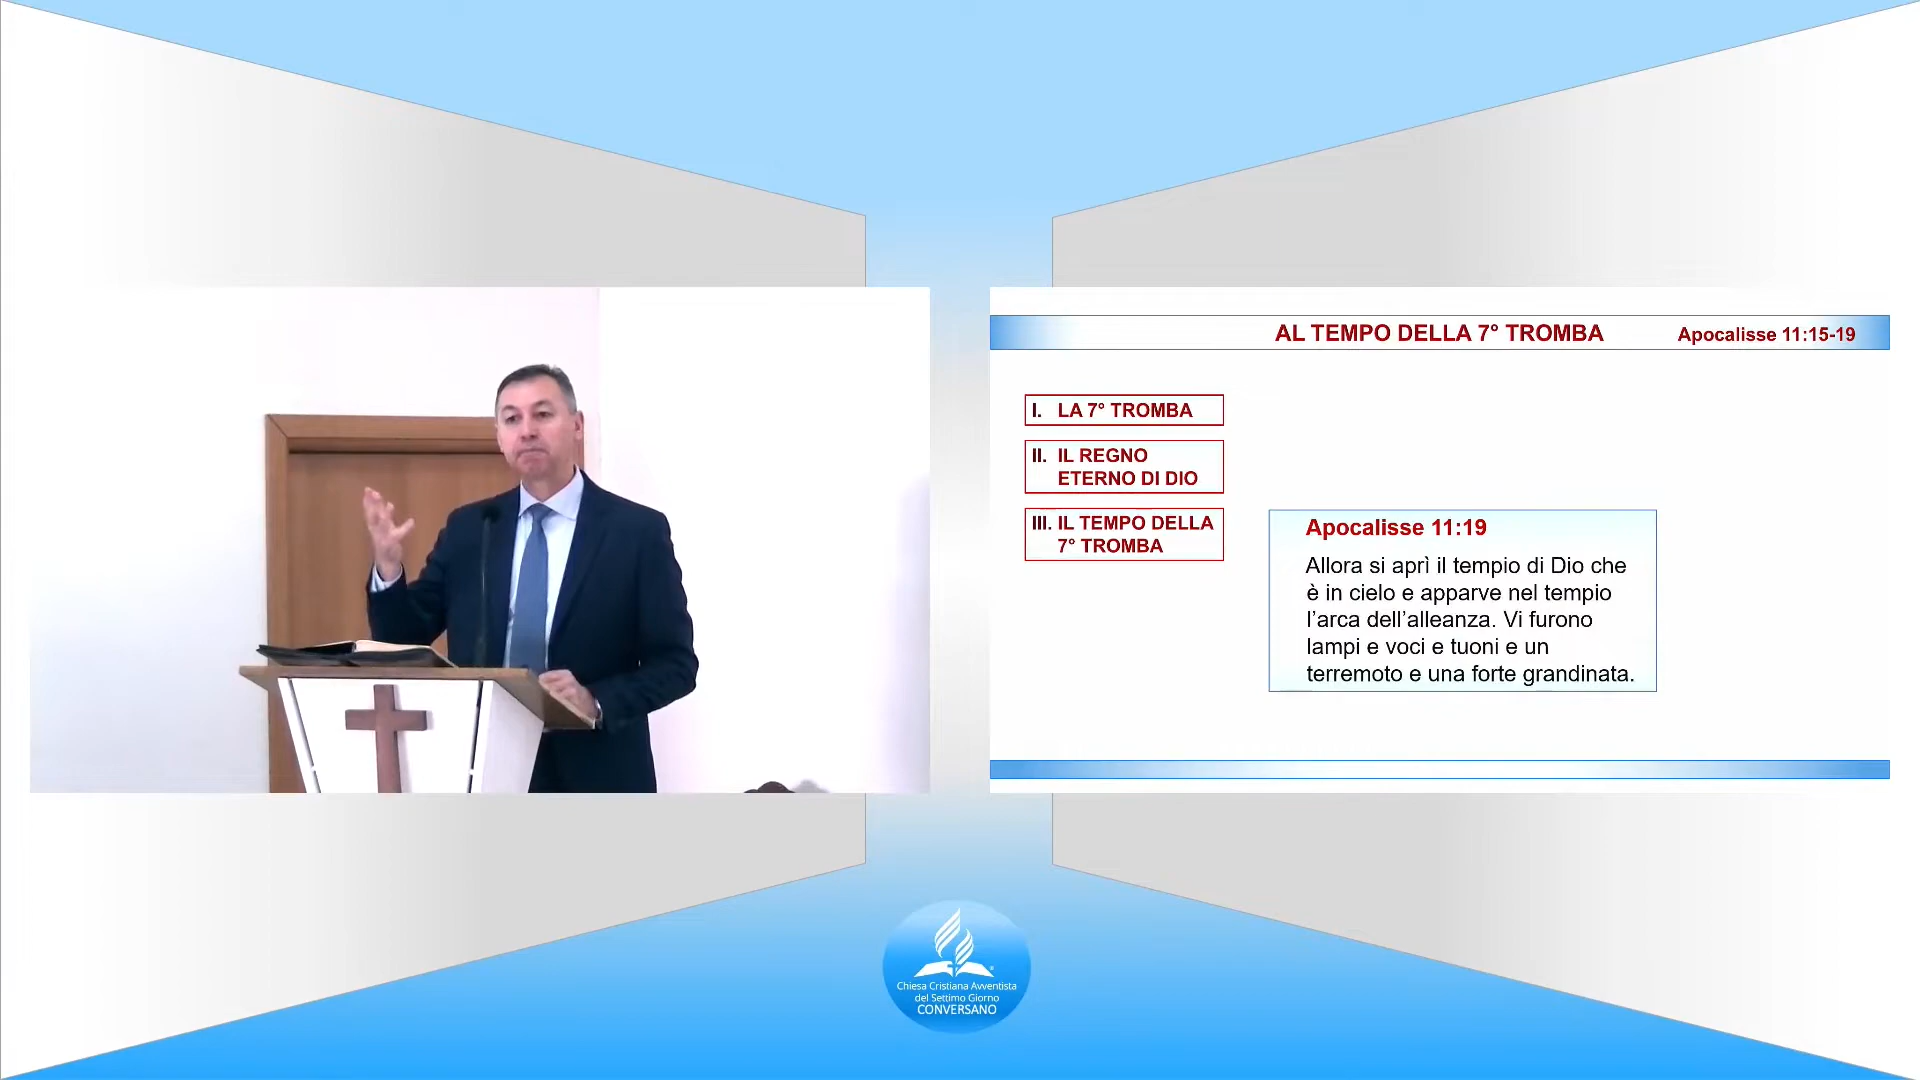 AL TEMPO DELLA 7° TROMBA
Apocalisse 11:15-19
I. LA 7° TROMBA
II. IL REGNO
ETERNO DI DIO
III. IL TEMPO DELLA
7° TROMBA
Apocalisse 11:19
Allora si aprì il tempio di Dio che
è in cielo e apparve nel tempio
l’arca dell’alleanza. Vi furono
lampi e voci e tuoni e un
terremoto e una forte grandinata.
Chiesa Cristiana Avventista
del Settimo Giorno
CONVERSANO